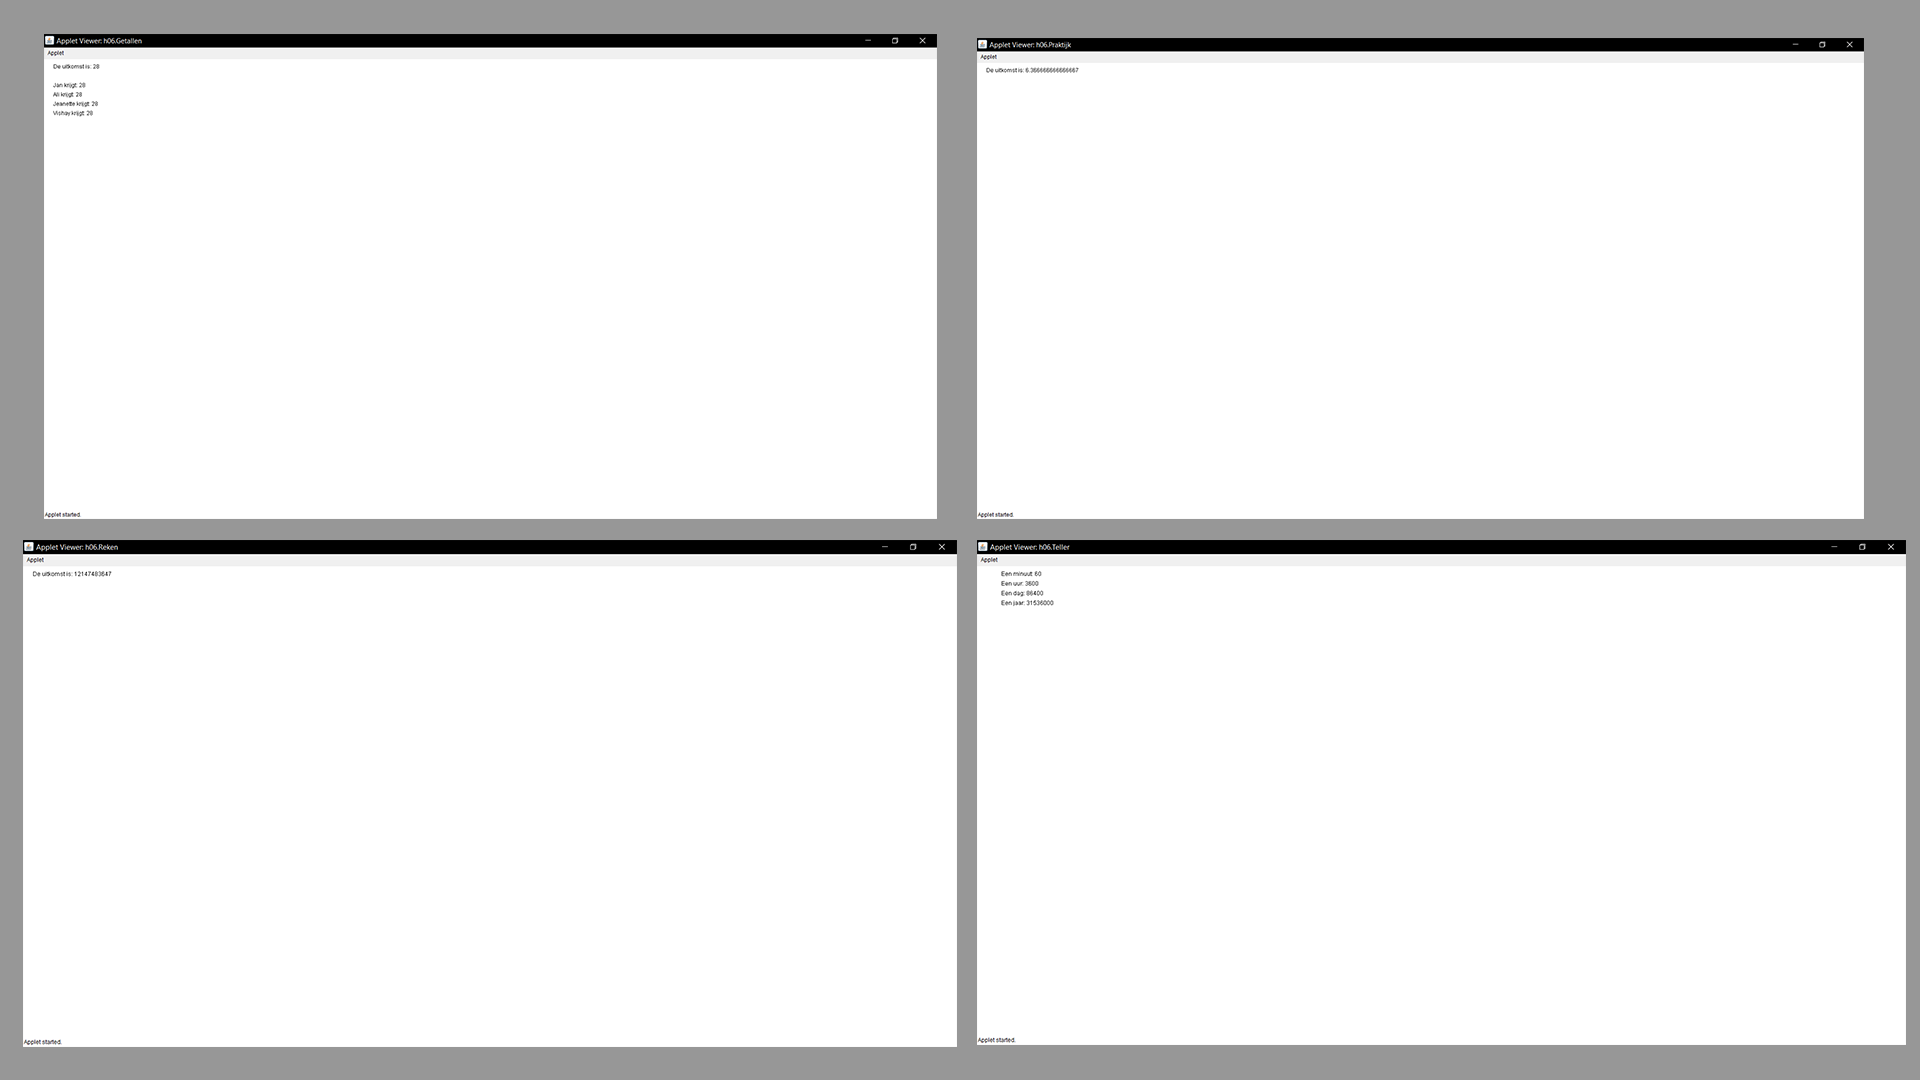 Applet Viewer: h06.Getallen
Applet
De uitkomst is: 28
Jan krijgt: 28
Ali krijgt: 28
Jeanette krijgt: 28
Vishay krijgt: 28
Applet started.
Applet Viewer: h06.Praktijk
Applet
De uitkomst is: 6.366666666666667
Applet started.
Applet Viewer: h06.Reken
Applet
De uitkomst is: 12147483647
Applet started.
Applet Viewer: h06.Teller
Applet
Een minuut: 60
Een uur: 3600
Een dag: 86400
Een jaar: 31536000
Applet started.